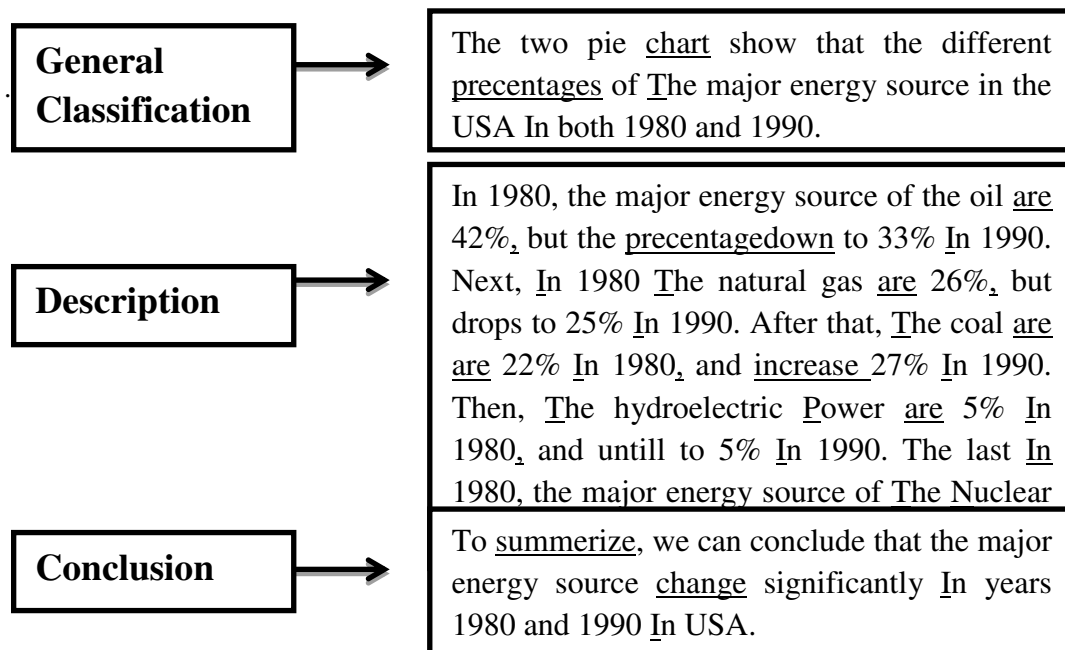 General
Classification
The two pie chart show that the different
precentages of The major energy source in the
USA In both 1980 and 1990.
.
Description
In 1980, the major energy source of the oil are
42%, but the precentagedown to 33% In 1990.
Next, In 1980 The natural gas are 26%, but
drops to 25% In 1990. After that, The coal are
are 22% In 1980, and increase 27% In 1990.
Then, The hydroelectric Power are 5% In
1980, and untill to 5% In 1990. The last In
1980, the major energy source of The Nuclear
Conclusion
To summerize, we can conclude that the major
energy source change significantly In years
1980 and 1990 In USA.